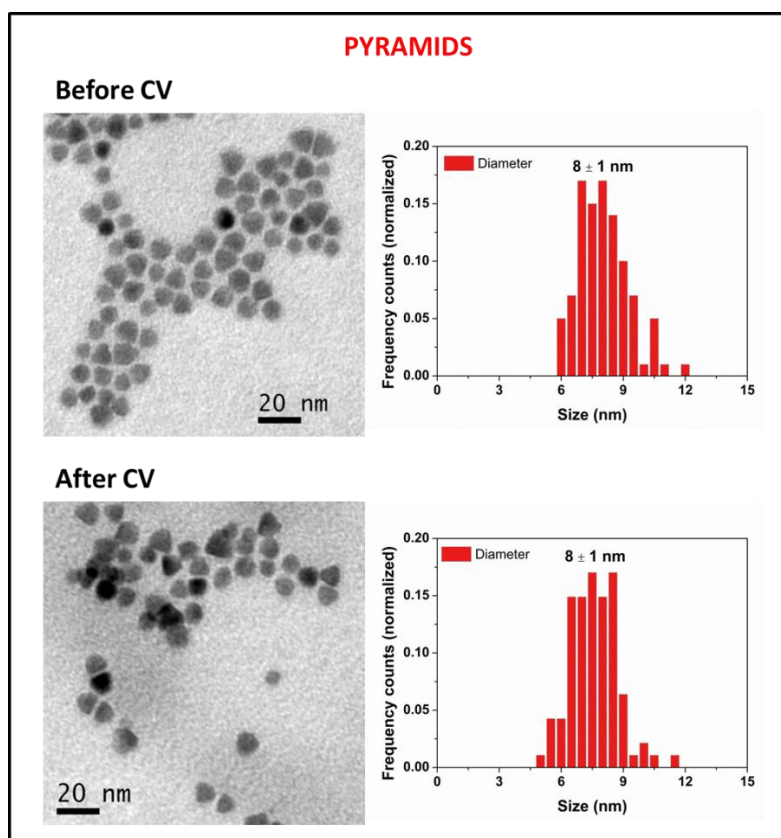 PYRAMIDS
Before CV
20 nm
Frequency counts (normalized)
0.20
0.15
0.10
0.05
0.00
Diameter
8 ± 1 nm
0 3 6 9 12 15
Size (nm)
After CV
20 nm
Frequency counts (normalized)
0.20
0.15
0.10
0.05
0.00
Diameter
8 ± 1 nm
0 3 6 9 12 15
Size (nm)